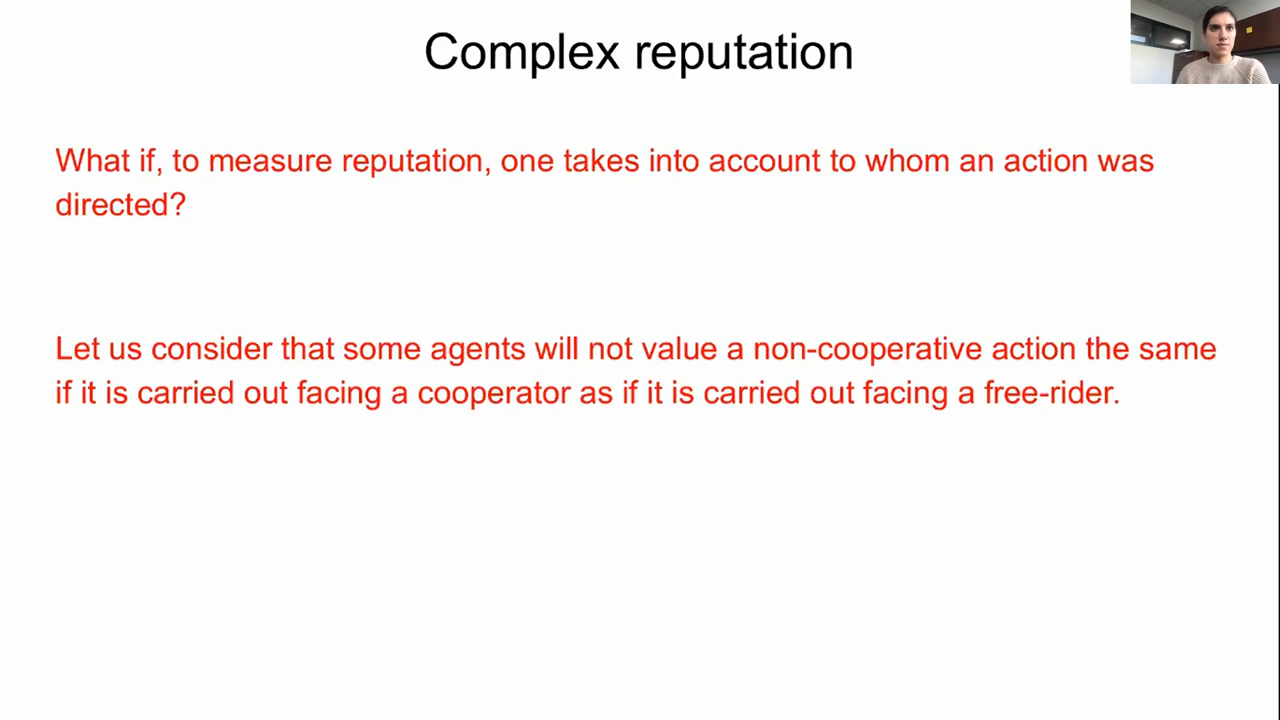 Complex reputation
What if, to measure reputation, one takes into account to whom an action was
directed?
Let us consider that some agents will not value a non-cooperative action the same
if it is carried out facing a cooperator as if it is carried out facing a free-rider.